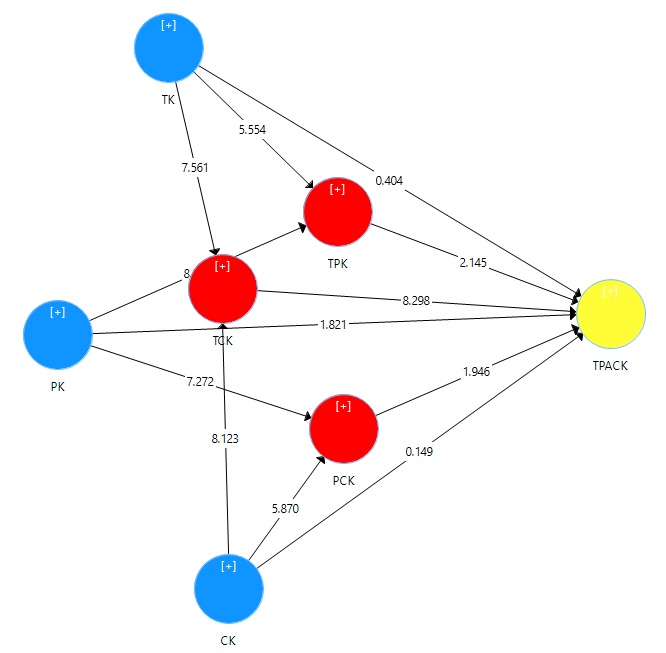 [+]
TK
5.554
7.561
0.404
[+]
TPK
2.145
[+]
TCK
8.298
[+]
TPACK
[+]
PK
1.821
7.272
1.946
[+]
PCK
8.123
0.149
5.870
[+]
CK